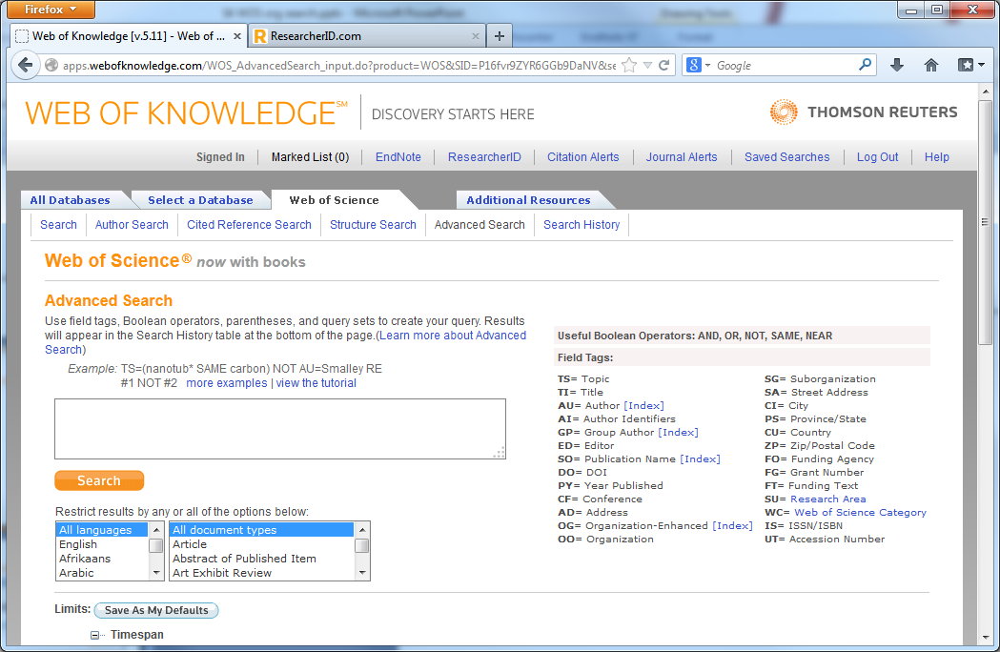 Firefox
Web of Knowledge [v.5.11] - Web of ...
ResearcherID.com
apps.webofknowledge.com/WOS_AdvancedSearch_input.do?product=WOS&SID=P16fvr9ZYR6GGb9DaNV&se
Google
WEB OF KNOWLEDGE SM
DISCOVERY STARTS HERE
THOMSON REUTERS
Signed In Marked List (0) EndNote ResearcherID Citation Alerts Journal Alerts Saved Searches Log Out Help
All Databases Select a Database Web of Science Additional Resources
Search Author Search Cited Reference Search Structure Search Advanced Search Search History
Web of Science® now with books
Advanced Search
Use field tags, Boolean operators, parentheses, and query sets to create your query. Results
will appear in the Search History table at the bottom of the page.(Learn more about Advanced
Search)
Example: TS=(nanotub* SAME carbon) NOT AU=Smalley RE
#1 NOT #2 more examples | view the tutorial
Search
Restrict results by any or all of the options below:
All languages
English
Afrikaans
Arabic
All document types
Article
Abstract of Published Item
Art Exhibit Review
Limits: Save As My Defaults
Timespan
Useful Boolean Operators: AND, OR, NOT, SAME, NEAR
Field Tags:
TS= Topic
TI= Title
AU= Author [Index]
AI= Author Identifiers
GP= Group Author [Index]
ED= Editor
SO= Publication Name [Index]
DO= DOI
PY= Year Published
CF= Conference
AD= Address
OG= Organization-Enhanced [Index]
OO= Organization
SG= Suborganization
SA= Street Address
CI= City
PS= Province/State
CU= Country
ZP= Zip/Postal Code
FO= Funding Agency
FG= Grant Number
FT= Funding Text
SU= Research Area
WC= Web of Science Category
IS= ISSN/ISBN
UT= Accession Number